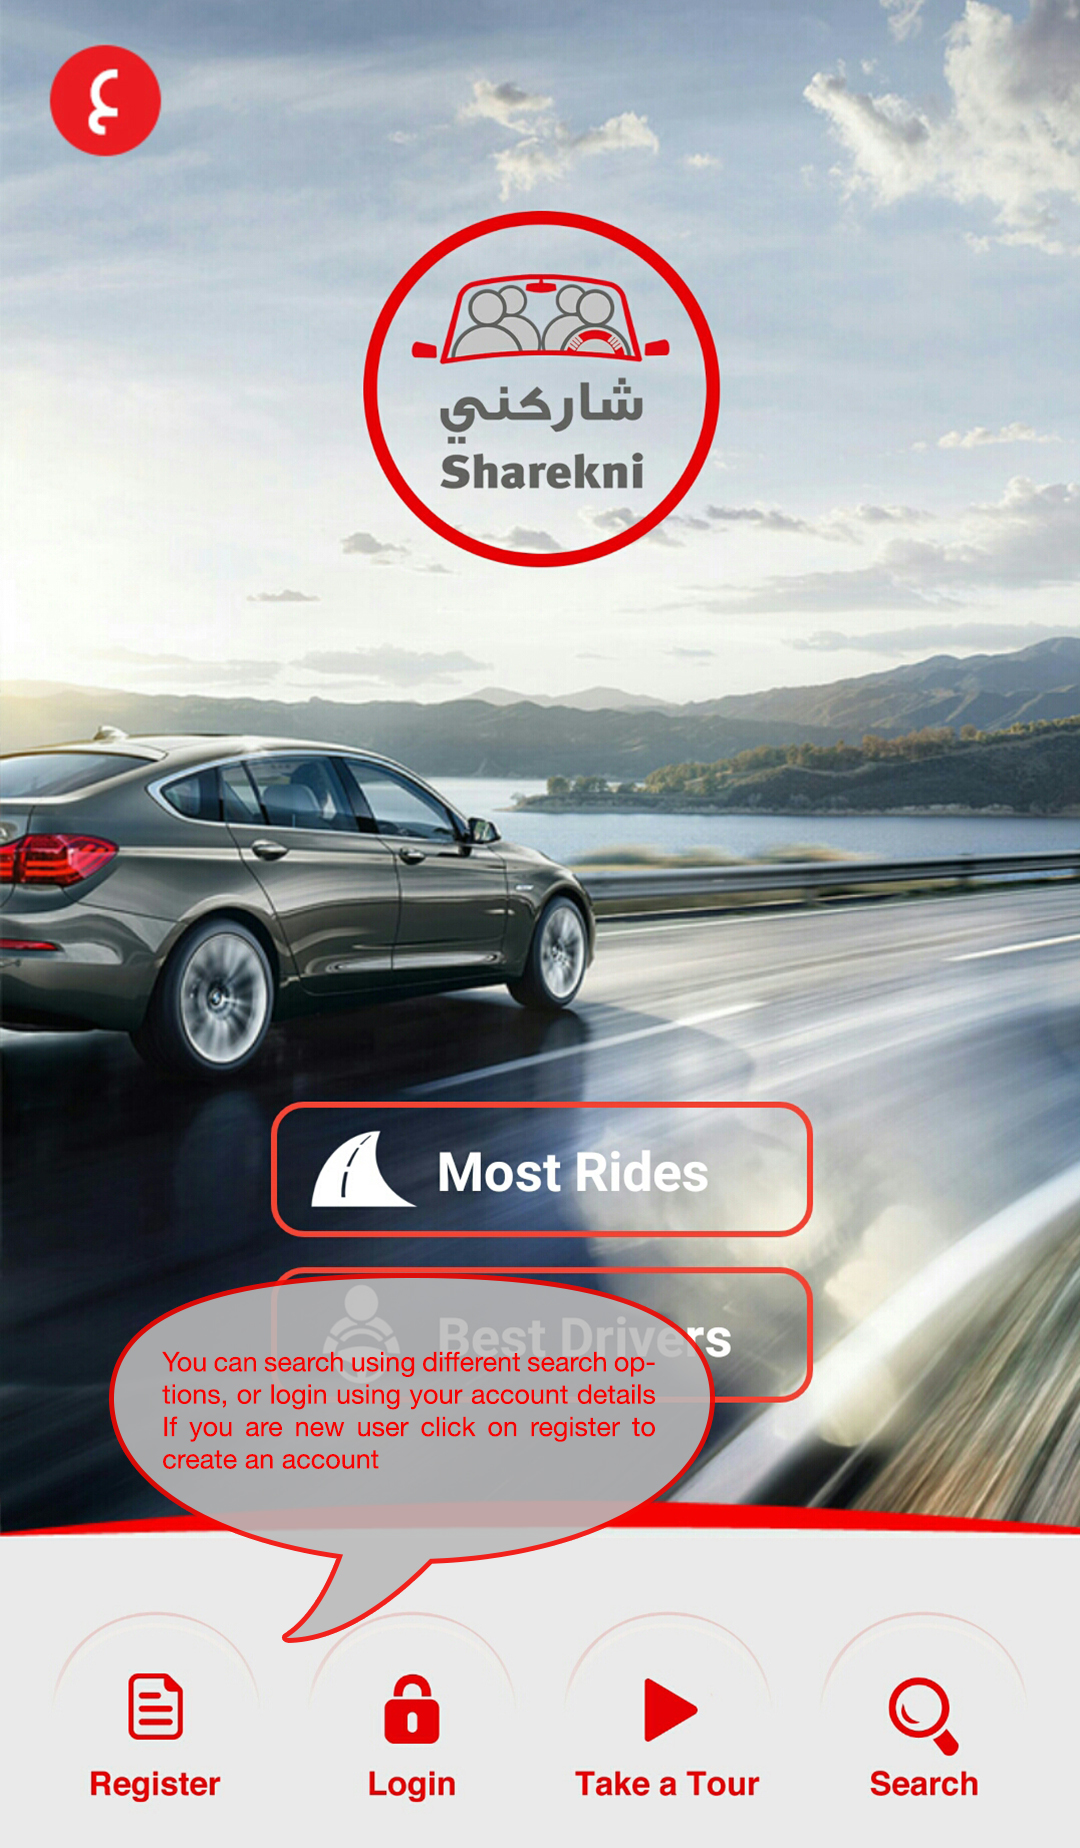 ع
شاركني
Sharekni
Most Rides
Best Drivers
You can search using different search op-
tions, or login using your account details
If you are new user click on register to
create an account
Register
Login
Take a Tour
Search